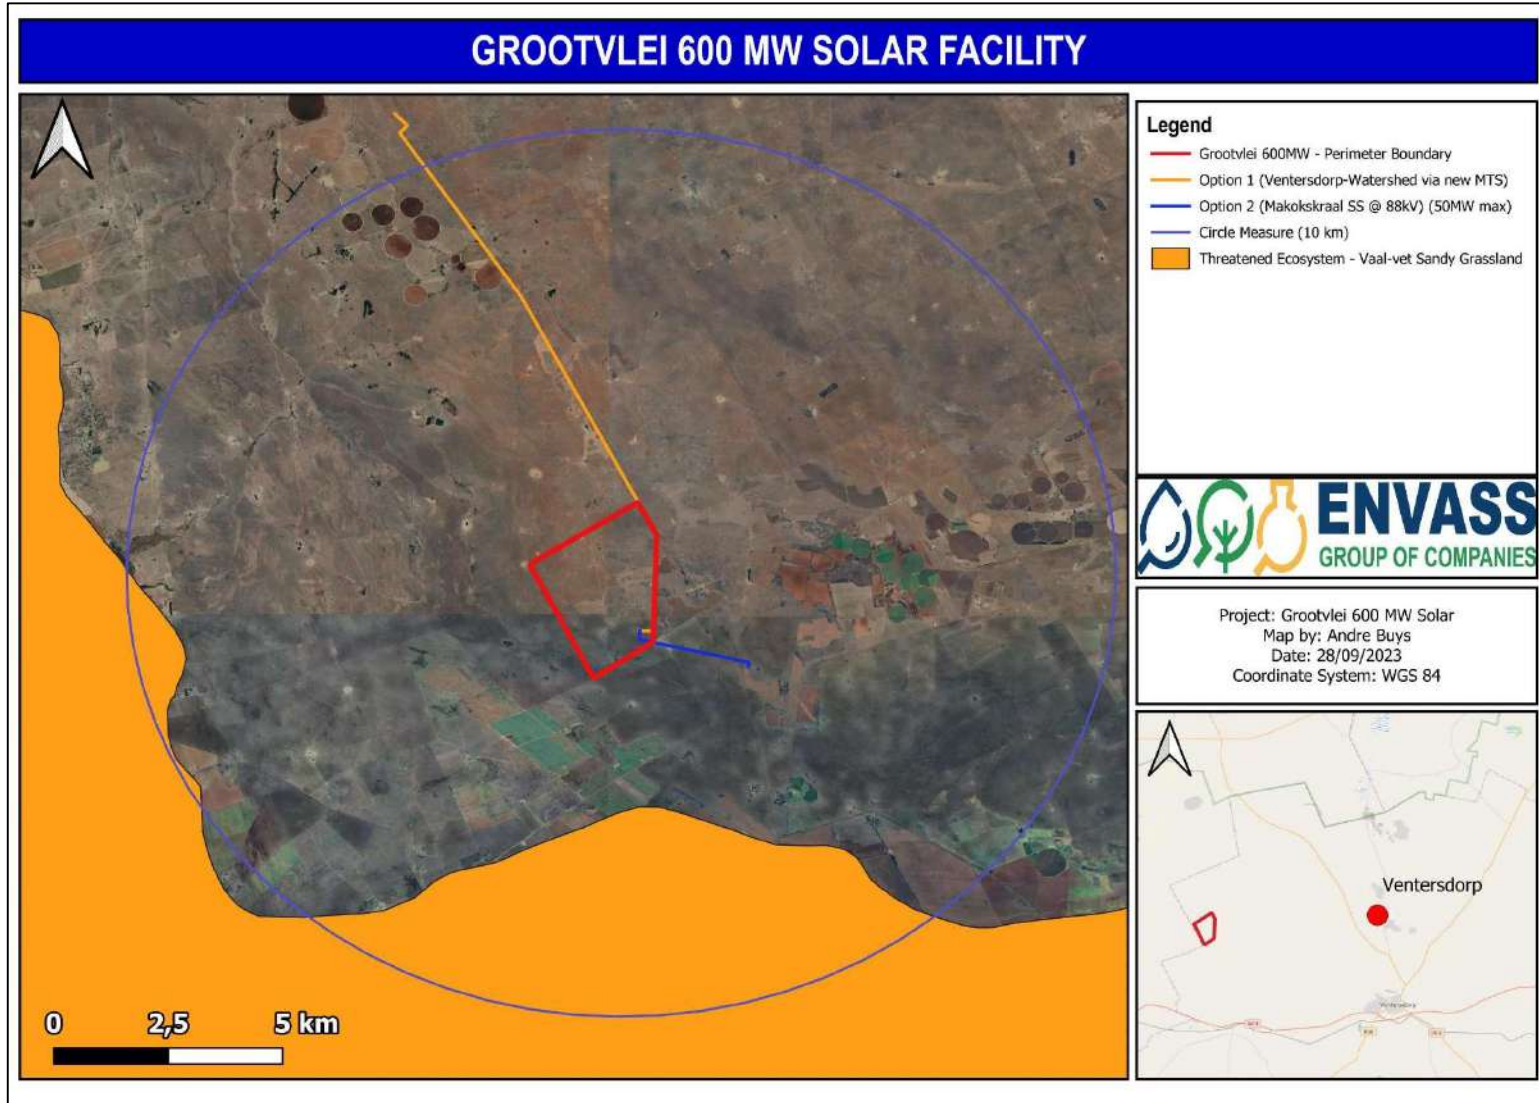 GROOTVLEI 600 MW SOLAR FACILITY
Legend
Grootvlei 600MW - Perimeter Boundary
Option 1 (Ventersdorp-Watershed via new MTS)
Option 2 (Makokskraal SS @ 88kV) (50MW max)
Circle Measure (10 km)
Threatened Ecosystem - Vaal-vet Sandy Grassland
ENVASS
GROUP OF COMPANIES
Project: Grootvlei 600 MW Solar
Map by: Andre Buys
Date: 28/09/2023
Coordinate System: WGS 84
Ventersdorp
Ventersdorp
0 2,5 5 km